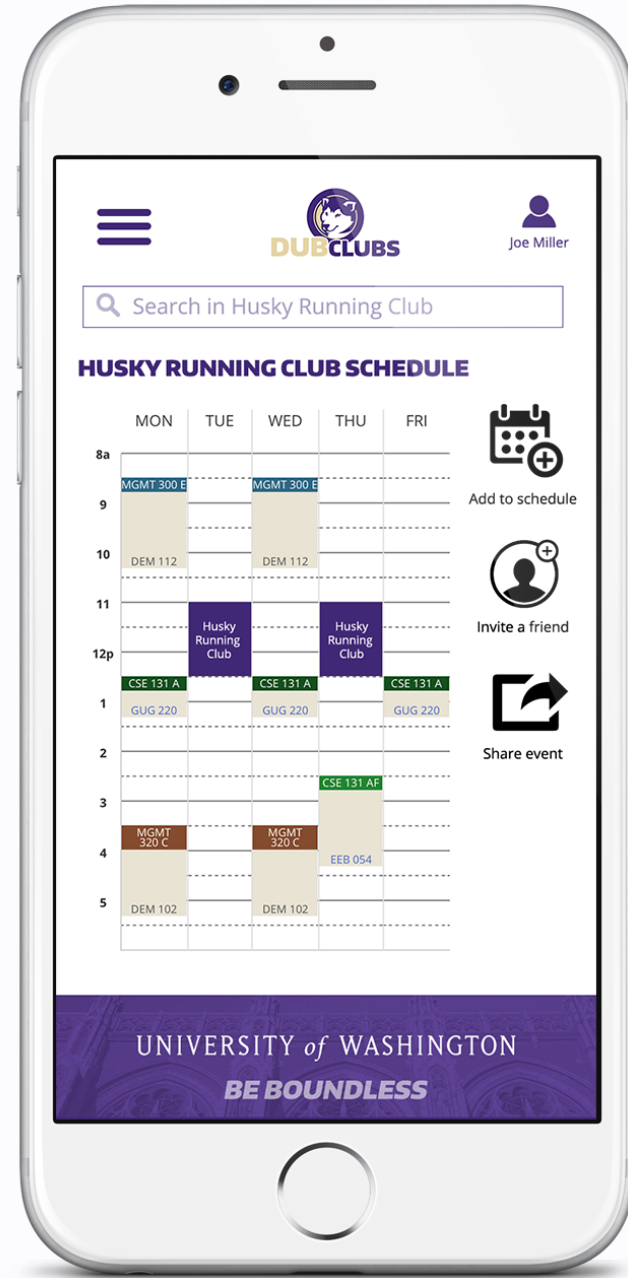 DUBCLUBS
Joe Miller
Search in Husky Running Club
HUSKY RUNNING CLUB SCHEDULE
MON TUE WED THU FRI
8a
MGMT 300 E MGMT 300 E
9
Add to schedule
10
DEM 112 DEM 112
11
Husky Running Club
Husky Running Club
Invite a friend
12p
CSE 131 A CSE 131 A CSE 131 A
1
GUG 220 GUG 220 GUG 220
2
Share event
CSE 131 AF
3
MGMT 320 C MGMT 320 C
4
EEB 054
5
DEM 102 DEM 102
UNIVERSITY of WASHINGTON
BE BOUNDLESS